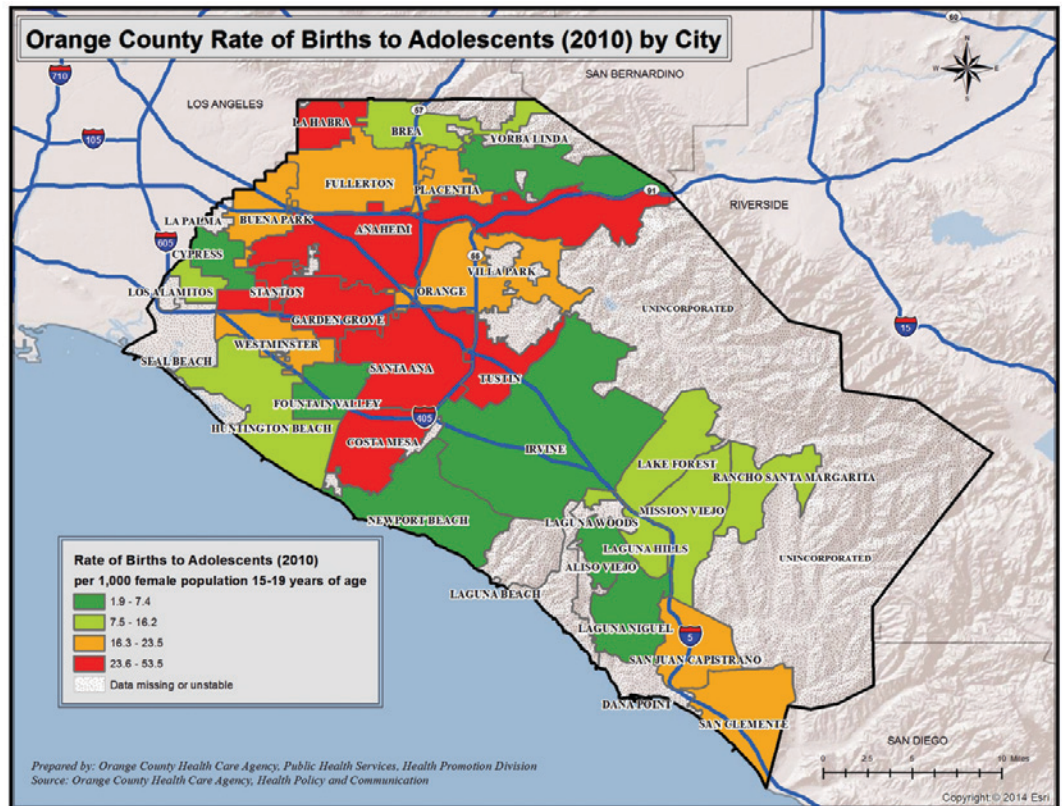 Orange County Rate of Births to Adolescents (2010) by City
60
SAN BERNARDINO
N
W
E
S
710
LOS ANGELES
57
LA HABRA
BREA
105
YORBA LINDA
FULLERTON
PLACENTIA
91
RIVERSIDE
LA PALMA
BUENA PARK
ANAHEIM
605
CYPRESS
55
VILLA PARK
LOS ALAMITOS
STANTON
ORANGE
UNINCORPORATED
15
GARDEN GROVE
WESTMINSTER
SEAL BEACH
SANTA ANA
TUSTIN
FOUNTAIN VALLEY
405
HUNTINGTON BEACH
COSTA MESA
IRVINE
LAKE FOREST
RANCHO SANTA MARGARITA
MISSION VIEJO
NEWPORT BEACH
LAGUNA WOODS
LAGUNA HILLS
UNINCORPORATED
ALISO VIEJO
LAGUNA BEACH
LAGUNA NIGUEL
5
SAN JUAN CAPISTRANO
DANA POINT
SAN CLEMENTE
SAN DIEGO
Rate of Births to Adolescents (2010)
per 1,000 female population 15-19 years of age
1.9 - 7.4
7.5 - 16.2
16.3 - 23.5
23.6 - 53.5
Data missing or unstable
0 2.5 5 10 Miles
Prepared by: Orange County Health Care Agency, Public Health Services, Health Promotion Division
Source: Orange County Health Care Agency, Health Policy and Communication
Copyright:© 2014 Esri